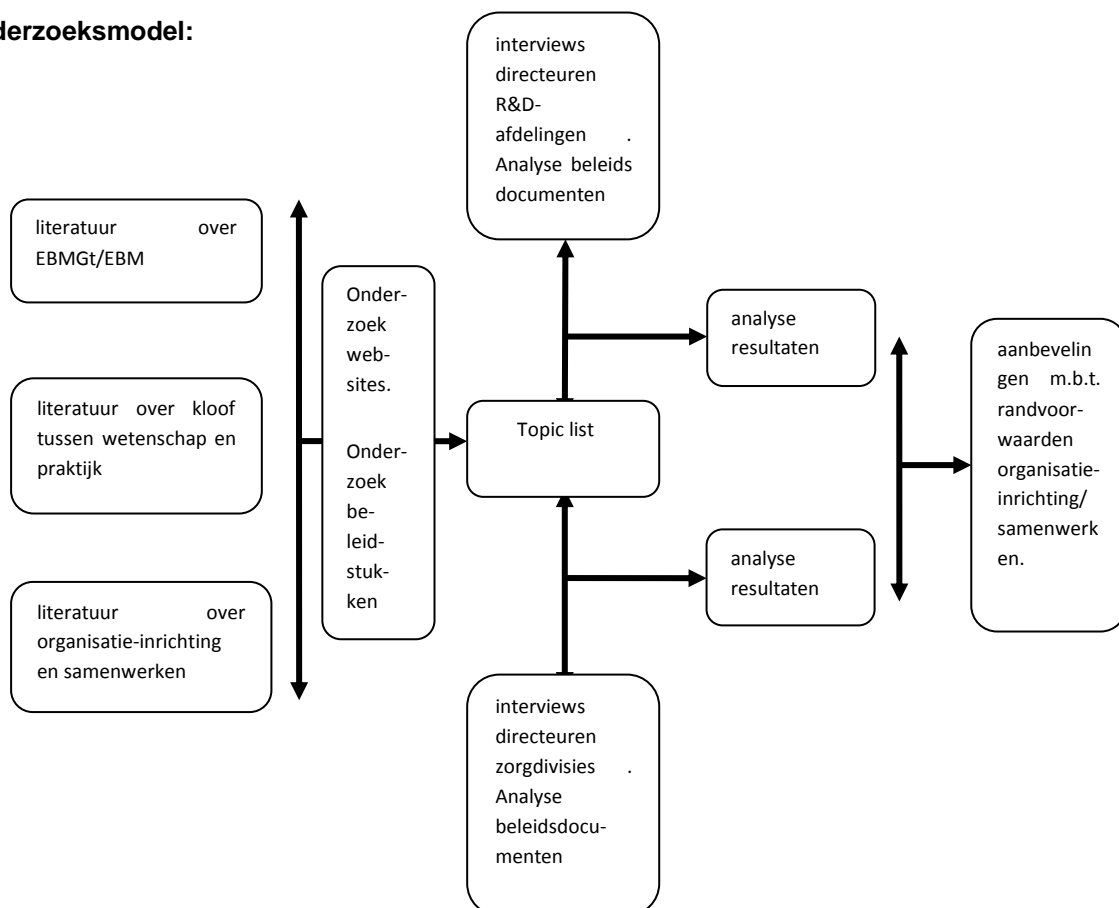 derzoeksmodel:
interviews
directeuren
R&D-
afdelingen .
Analyse beleids
documenten
literatuur over
EBMGt/EBM
literatuur over kloof
tussen wetenschap en
praktijk
literatuur over
organisatie-inrichting
en samenwerken
Onder-
zoek
web-
sites.
Onder-
zoek
be-
leid-
stuk-
ken
Topic list
analyse
resultaten
analyse
resultaten
interviews
directeuren
zorgdivisies .
Analyse
beleidsdocu-
menten
aanbevelin
gen m.b.t.
randvoor-
waarden
organisatie-
inrichting/
samenwerk
en.